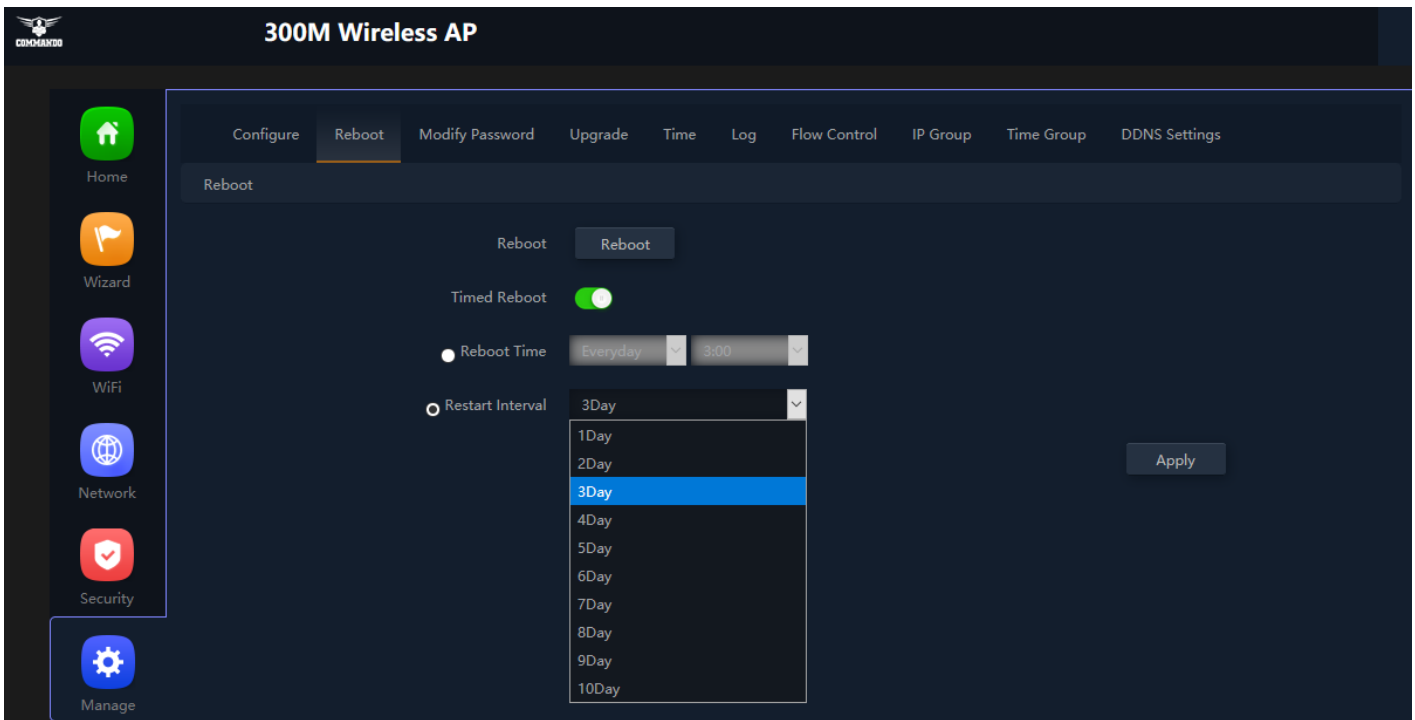 COMMANDO
300M Wireless AP
Home
Wizard
WiFi
Network
Security
Manage
Configure Reboot Modify Password Upgrade Time Log Flow Control IP Group Time Group DDNS Settings
Reboot
Reboot Reboot
Timed Reboot
Reboot Time Everyday 3:00
Restart Interval 3Day
1Day
2Day
3Day
4Day
5Day
6Day
7Day
8Day
9Day
10Day
Apply